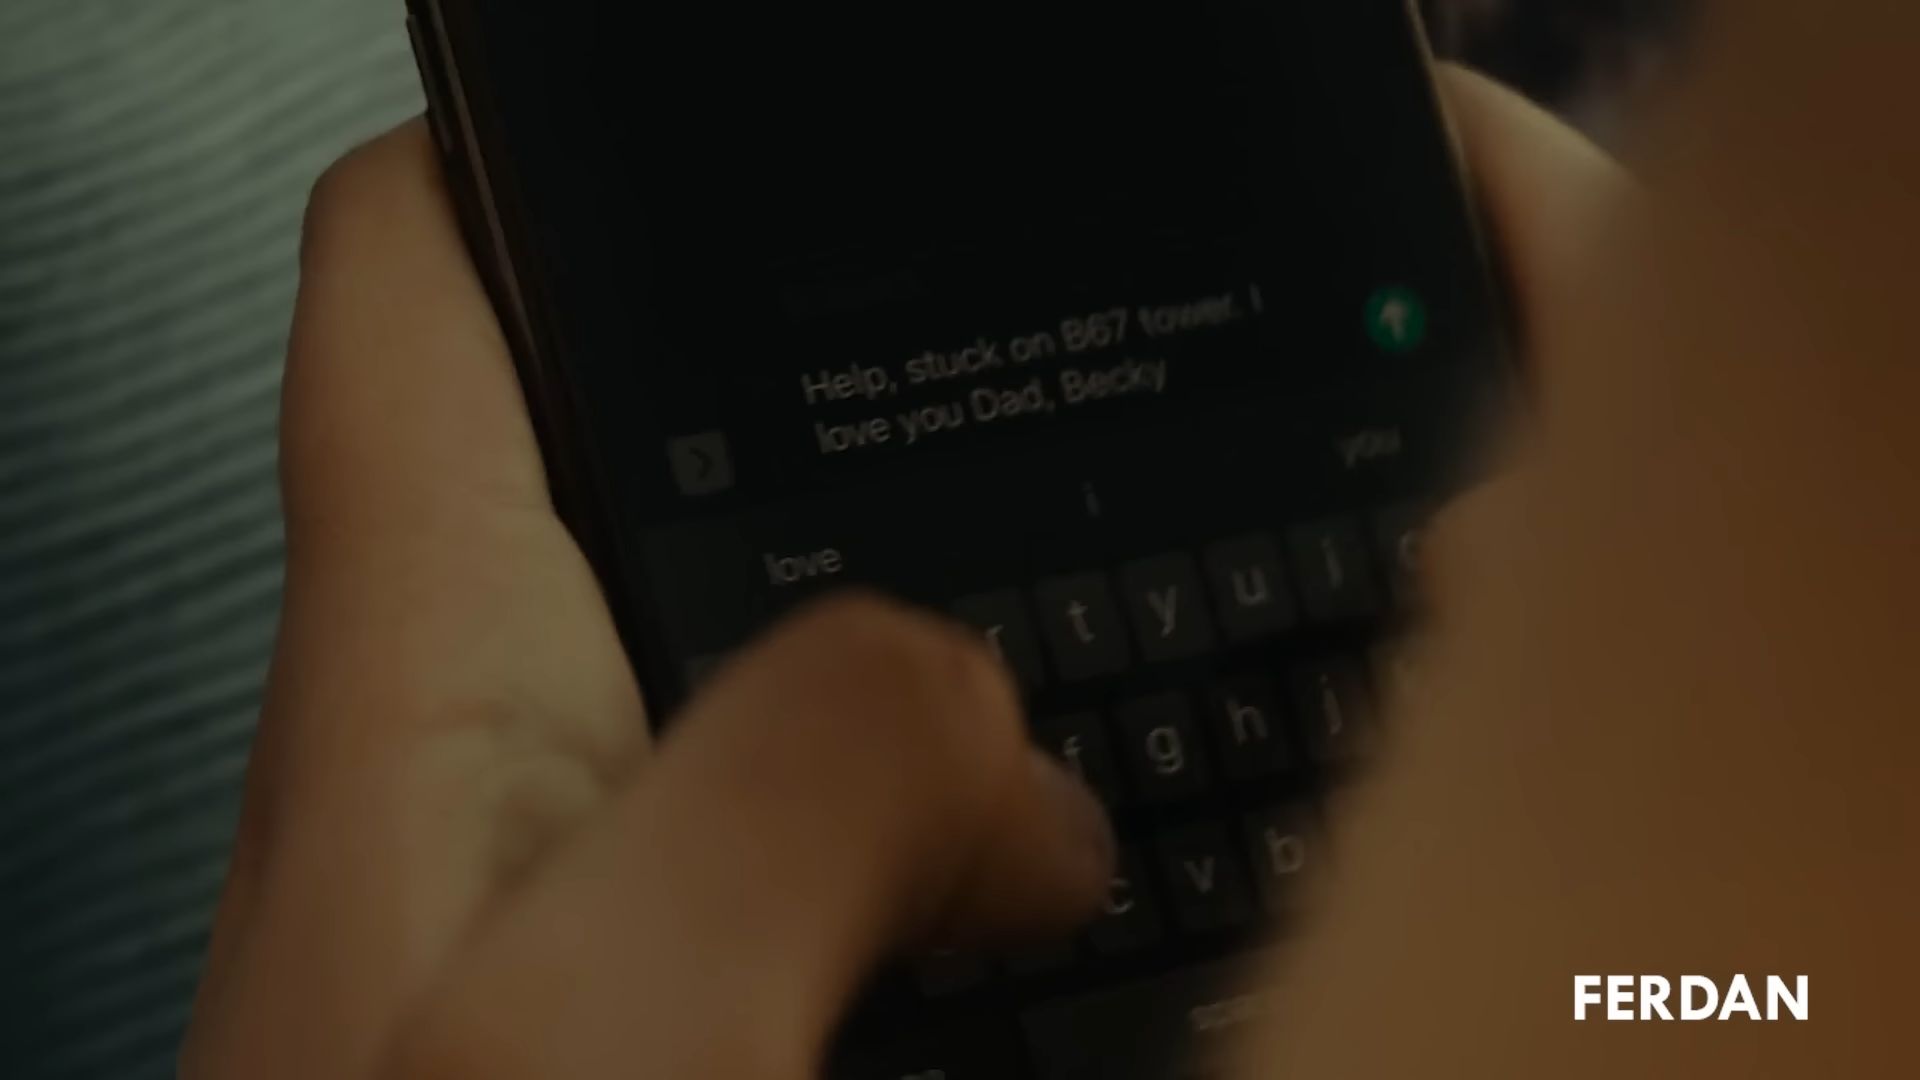 Help, stuck on B67 tower. I
love you Dad, Becky
love
i
you
r t y u i o
f g h j
c v b
FERDAN